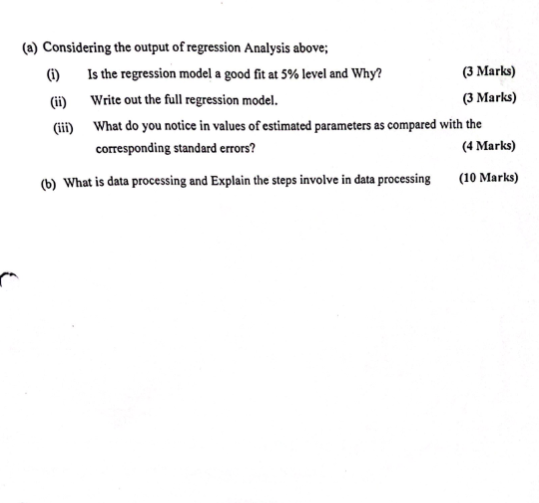 (a) Considering the output of regression Analysis above;
(i) Is the regression model a good fit at 5% level and Why? (3 Marks)
(ii) Write out the full regression model. (3 Marks)
(iii) What do you notice in values of estimated parameters as compared with the
corresponding standard errors? (4 Marks)
(b) What is data processing and Explain the steps involve in data processing (10 Marks)